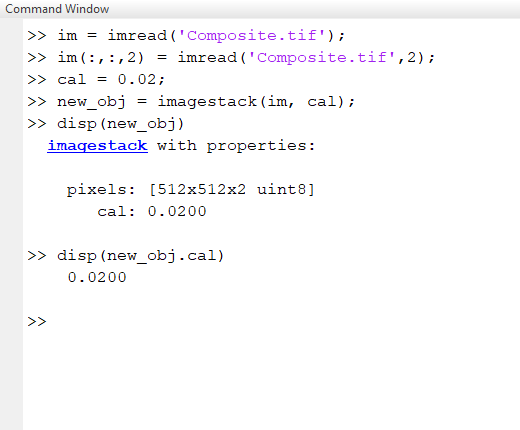 Command Window
>> im = imread('Composite.tif');
>> im(:,:,2) = imread('Composite.tif',2);
>> cal = 0.02;
>> new_obj = imagestack(im, cal);
>> disp(new_obj)
imagestack with properties:
pixels: [512x512x2 uint8]
cal: 0.0200
>> disp(new_obj.cal)
0.0200
>>